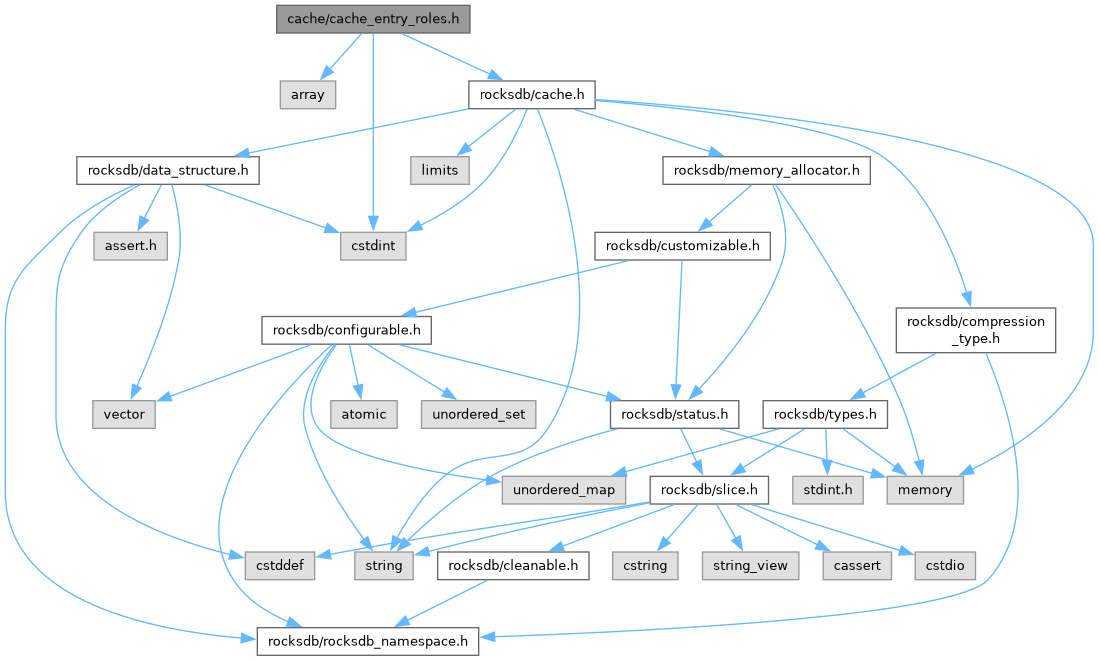 cache/cache_entry_roles.h
array
rocksdb/cache.h
rocksdb/data_structure.h
limits
rocksdb/memory_allocator.h
assert.h
cstdint
rocksdb/customizable.h
rocksdb/configurable.h
rocksdb/compression
_type.h
vector
atomic
unordered_set
rocksdb/status.h
rocksdb/types.h
unordered_map
rocksdb/slice.h
stdint.h
memory
cstddef
string
rocksdb/cleanable.h
cstring
string_view
cassert
cstdio
rocksdb/rocksdb_namespace.h